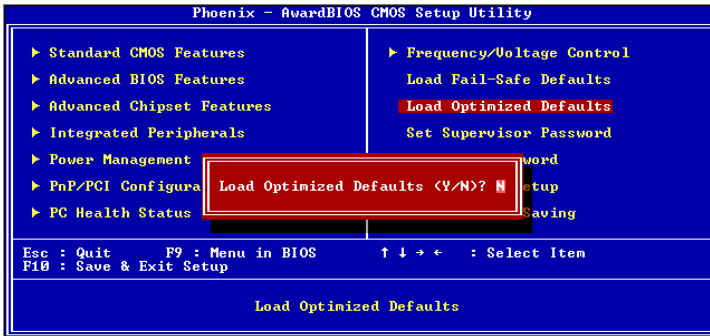 Phoenix - AwardBIOS CMOS Setup Utility
► Standard CMOS Features
► Advanced BIOS Features
► Advanced Chipset Features
► Integrated Peripherals
► Power Management
► PnP/PCI Configura
► PC Health Status
► Frequency/Voltage Control
Load Fail-Safe Defaults
Load Optimized Defaults
Set Supervisor Password
word
etup
Saving
Load Optimized Defaults (Y/N)? N
Esc : Quit F9 : Menu in BIOS ↑ ↓ → ← : Select Item
F10 : Save & Exit Setup
Load Optimized Defaults